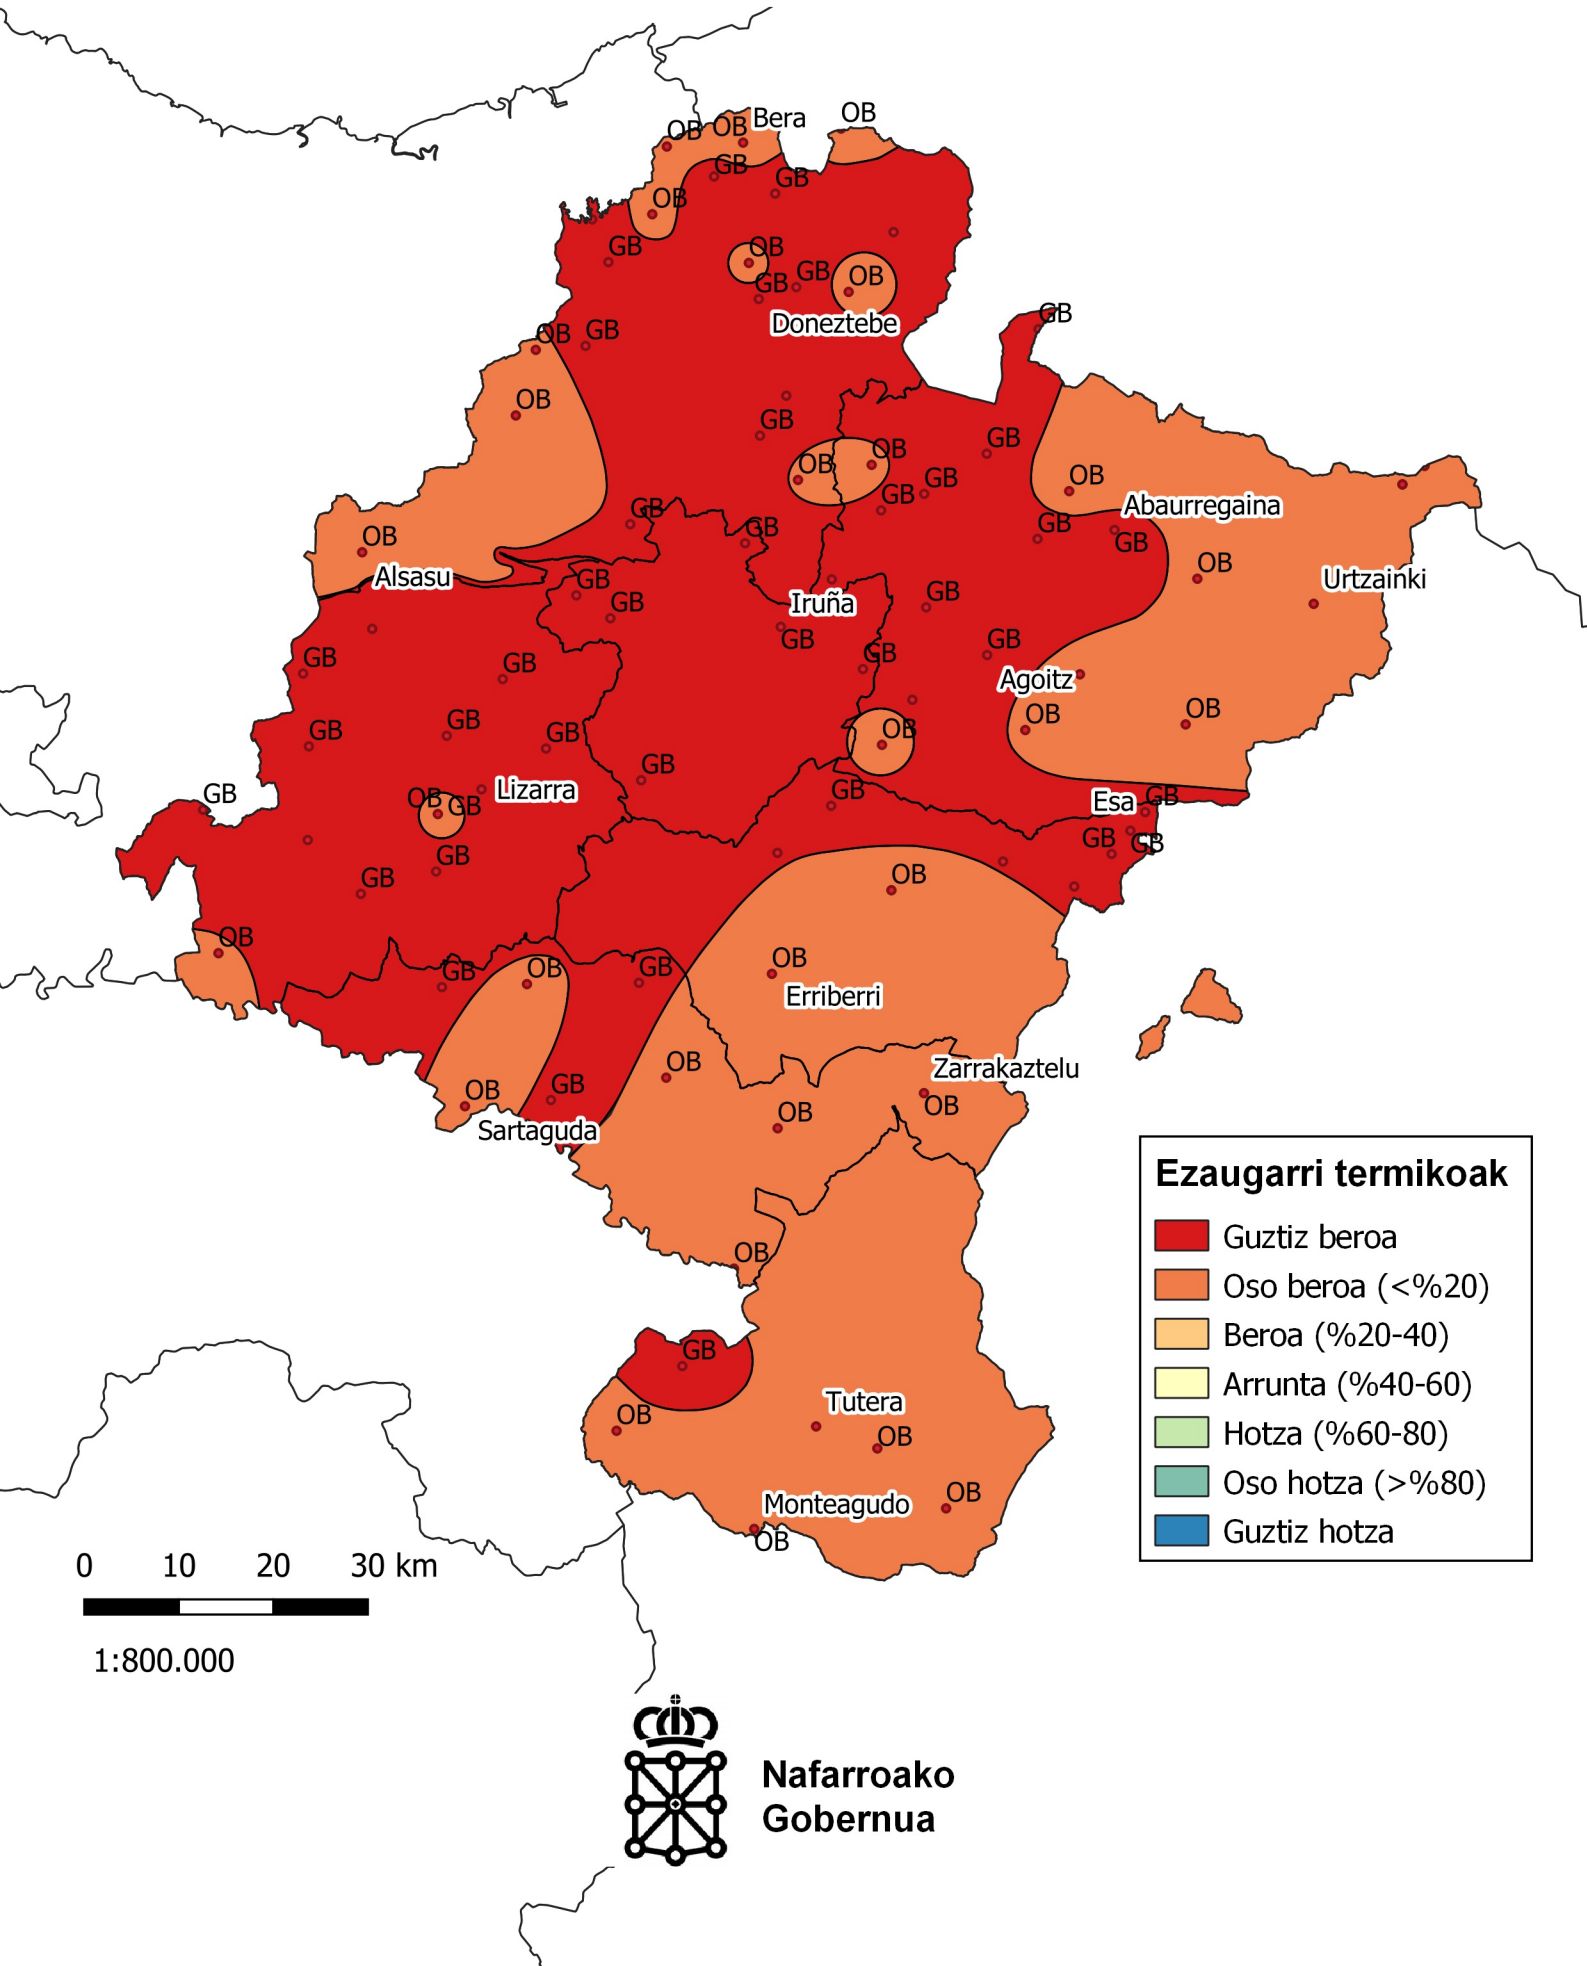 OB
OB OB Bera
GB
GB
OB
GB
OB
GB
GB
OB
Doneztebe
GB
OB
GB
OB
GB
GB
OB
OB
GB
GB
OB
GB
GB
Abaurregaina
GB
GB
OB
Alsasu
OB
Urtzainki
GB
GB
Iruña
GB
GB
GB
GB
GB
GB
Agoitz
GB
GB
GB
OB
OB
OB
GB
GB
Lizarra
OB
GB
GB
GB
Esa
GB
GB
GB
GB
GB
OB
OB
GB
OB
GB
OB
Erriberri
OB
Zarrakaztelu
OB
OB
GB
OB
Sartaguda
OB
GB
OB
Tutera
OB
OB
Monteagudo
OB
Ezaugarri termikoak
Guztiz beroa
Oso beroa (<%20)
Beroa (%20-40)
Arrunta (%40-60)
Hotza (%60-80)
Oso hotza (>%80)
Guztiz hotza
0 10 20 30 km
1:800.000
Nafarroako
Gobernua